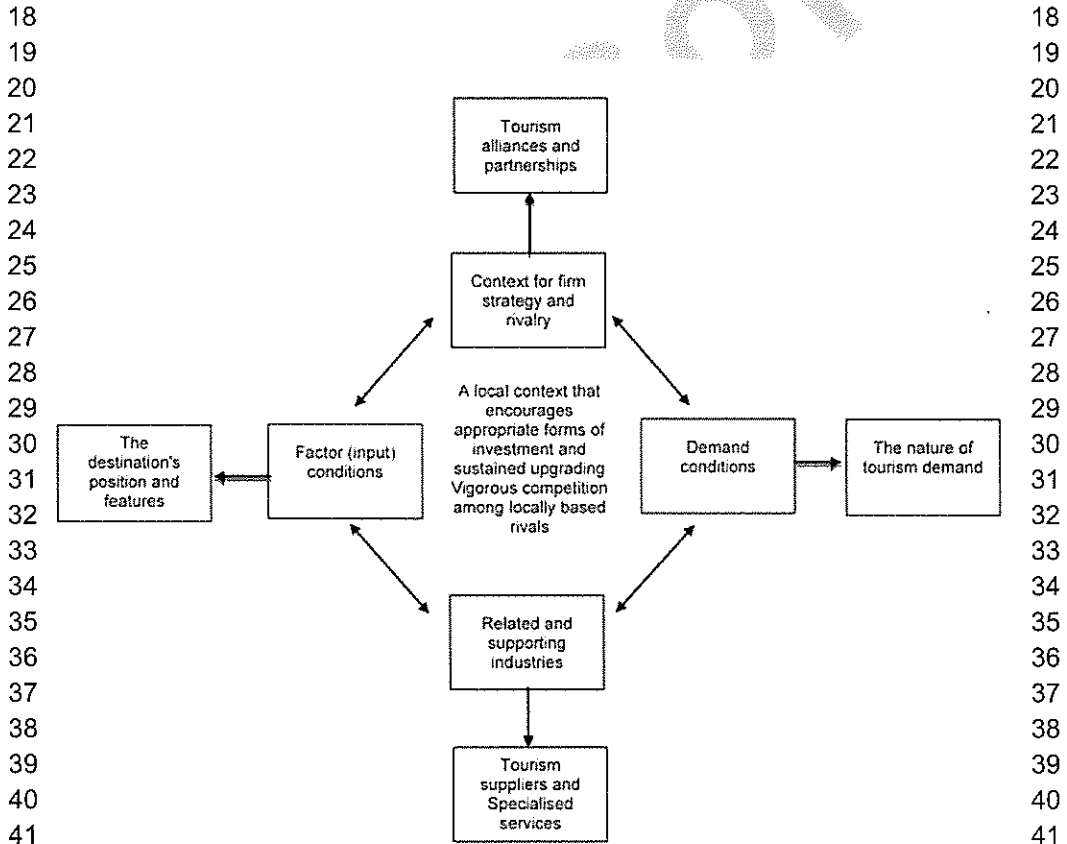 18 18
19 19
20 20
21 Tourism 21
22 alliances and 22
partnerships
23 23
24 24
25 Context for firm 25
26 strategy and 26
rivalry
27 27
28 A local context that 28
29 encourages 29
30 The Factor (input) appropriate forms of Demand The nature of 30
destination's conditions investment and conditions tourism demand
31 position and sustained upgrading 31
features Vigorous competition
32 among locally based 32
rivals
33 33
34 34
35 Related and 35
supporting
36 industries 36
37 37
38 38
39 Tourism 39
suppliers and
40 Specialised 40
services
41 41